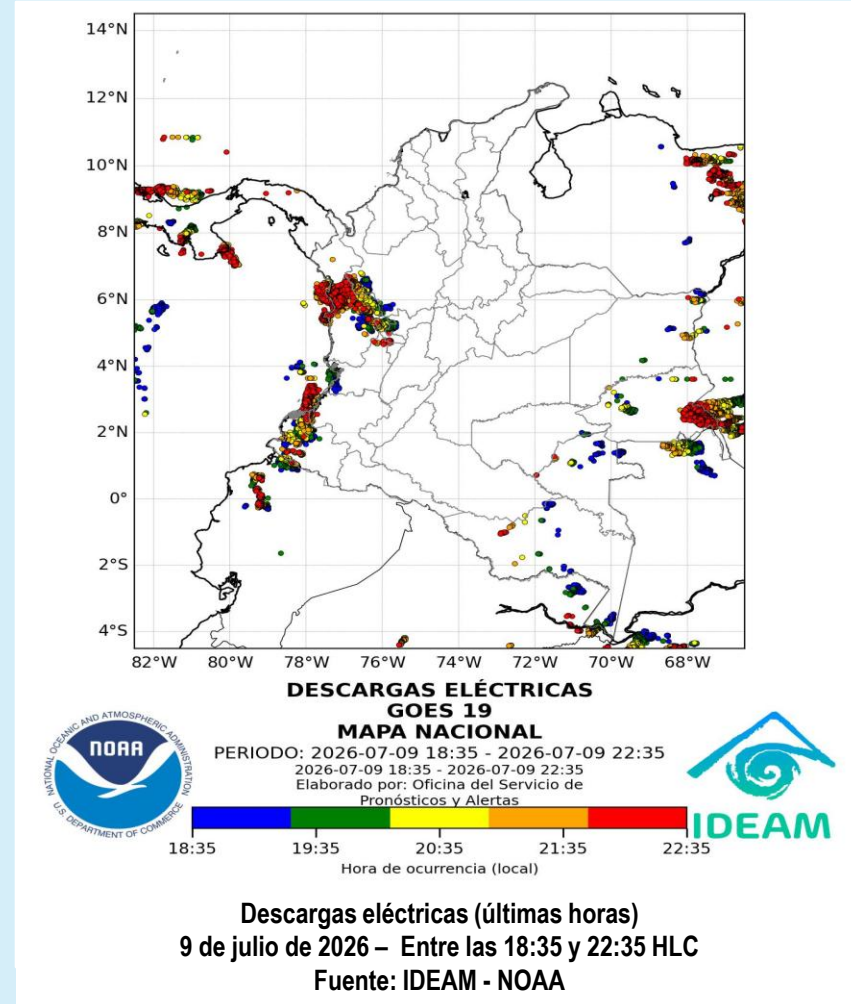 14°N
12°N
10°N
8°N
6°N
4°N
2°N
0°
2°S
4°S
82°W 80°W 78°W 76°W 74°W 72°W 70°W 68°W
DESCARGAS ELÉCTRICAS
GOES 19
MAPA NACIONAL
PERIODO: 2026-07-09 18:35 - 2026-07-09 22:35
2026-07-09 18:35 - 2026-07-09 22:35
Elaborado por: Oficina del Servicio de
Pronósticos y Alertas
NATIONAL OCEANIC AND ATMOSPHERIC ADMINISTRATION
NOAA
U.S. DEPARTMENT OF COMMERCE
IDEAM
18:35 19:35 20:35 21:35 22:35
Hora de ocurrencia (local)
Descargas eléctricas (últimas horas)
9 de julio de 2026 – Entre las 18:35 y 22:35 HLC
Fuente: IDEAM - NOAA